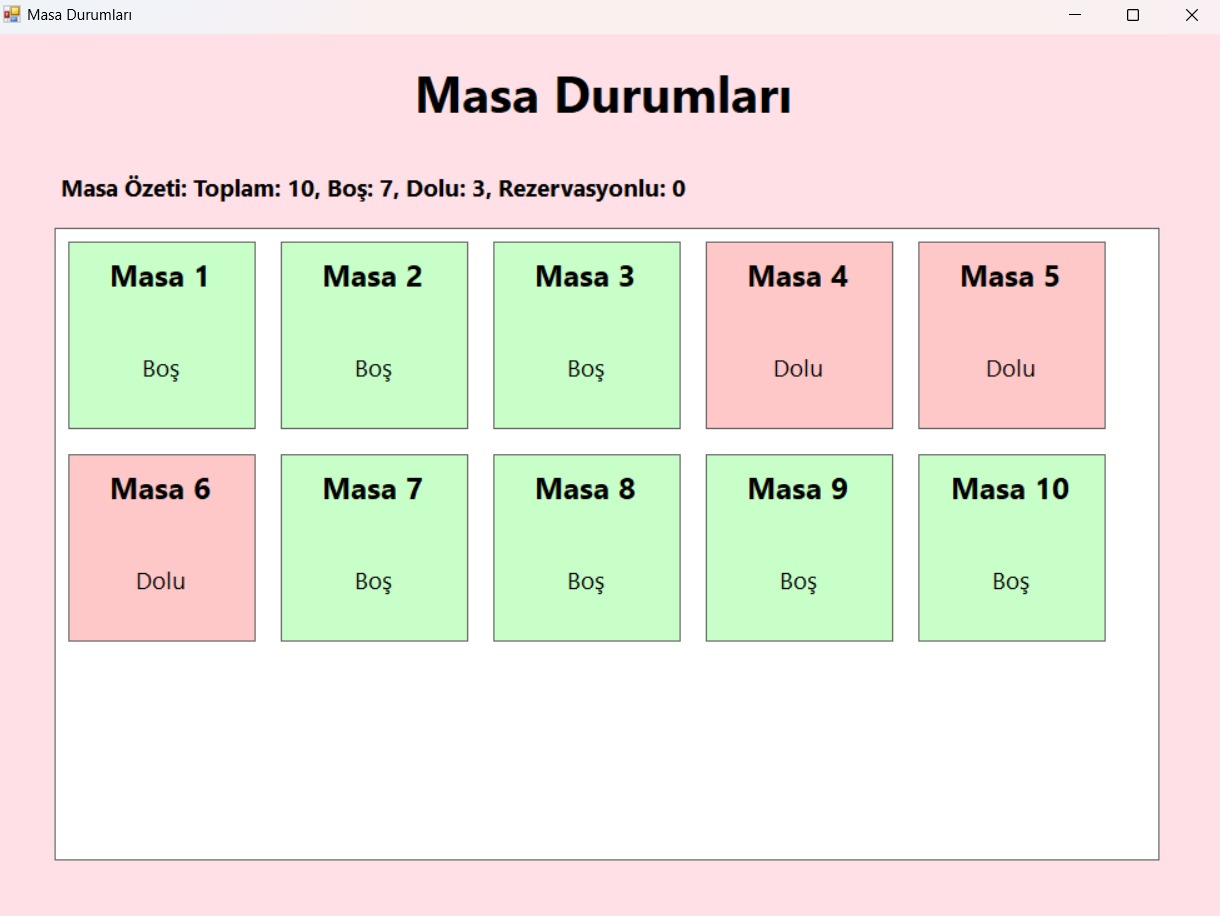 Masa Durumları
Masa Durumları
Masa Özeti: Toplam: 10, Boş: 7, Dolu: 3, Rezervasyonlu: 0
Masa 1
Boş
Masa 2
Boş
Masa 3
Boş
Masa 4
Dolu
Masa 5
Dolu
Masa 6
Dolu
Masa 7
Boş
Masa 8
Boş
Masa 9
Boş
Masa 10
Boş